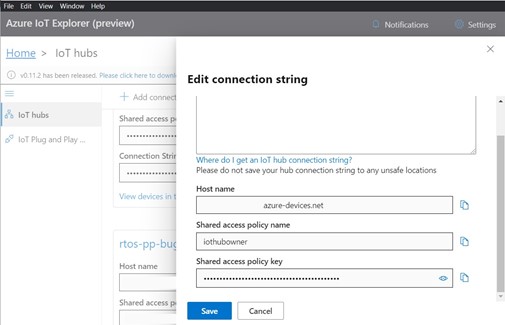 File Edit View Window Help
Azure IoT Explorer (preview)
Notifications
Settings
Home > IoT hubs
v0.11.2 has been released. Please click here to downl
IoT hubs
IoT Plug and Play ...
+ Add connec
Shared access po
••••••••••••••••
Connection String
••••••••••••••••
View devices in t
rtos-pp-bug
Host name
Shared access po
Edit connection string
Where do I get an IoT hub connection string?
Please do not save your hub connection string to any unsafe locations
Host name
azure-devices.net
Shared access policy name
iothubowner
Shared access policy key
••••••••••••••••••••••••••••••••••••••••••••
Save
Cancel